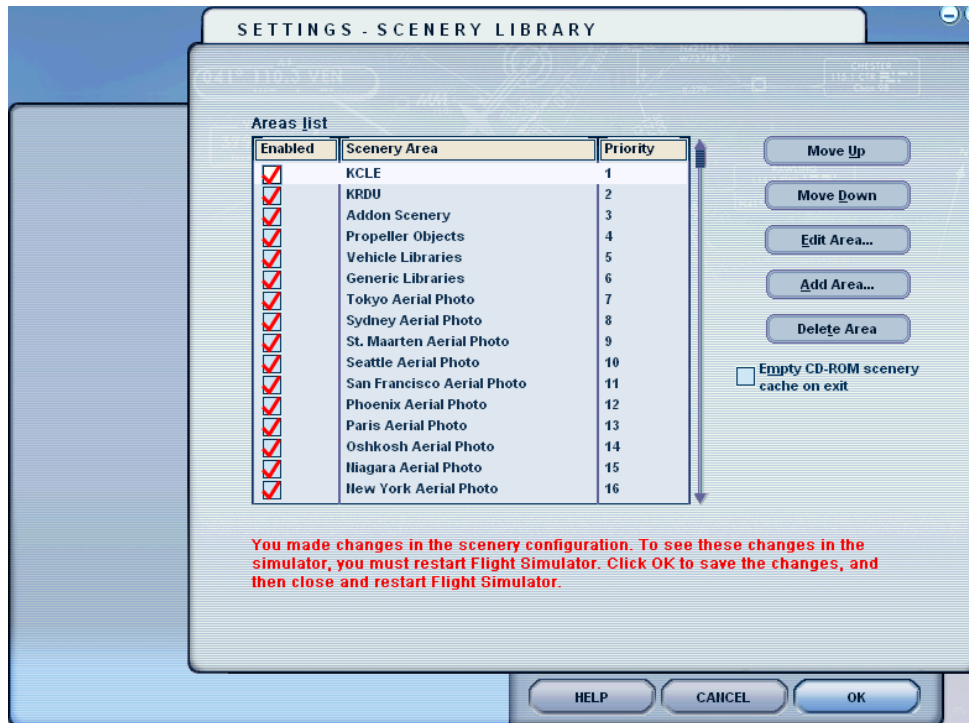 SETTINGS - SCENERY LIBRARY
041° 110.3 VEN
CHESTER
Areas list
Enabled Scenery Area Priority
KCLE 1
KRDU 2
Addon Scenery 3
Propeller Objects 4
Vehicle Libraries 5
Generic Libraries 6
Tokyo Aerial Photo 7
Sydney Aerial Photo 8
St. Maarten Aerial Photo 9
Seattle Aerial Photo 10
San Francisco Aerial Photo 11
Phoenix Aerial Photo 12
Paris Aerial Photo 13
Oshkosh Aerial Photo 14
Niagara Aerial Photo 15
New York Aerial Photo 16
Move Up
Move Down
Edit Area...
Add Area...
Delete Area
Empty CD-ROM scenery
cache on exit
You made changes in the scenery configuration. To see these changes in the
simulator, you must restart Flight Simulator. Click OK to save the changes, and
then close and restart Flight Simulator.
HELP CANCEL OK